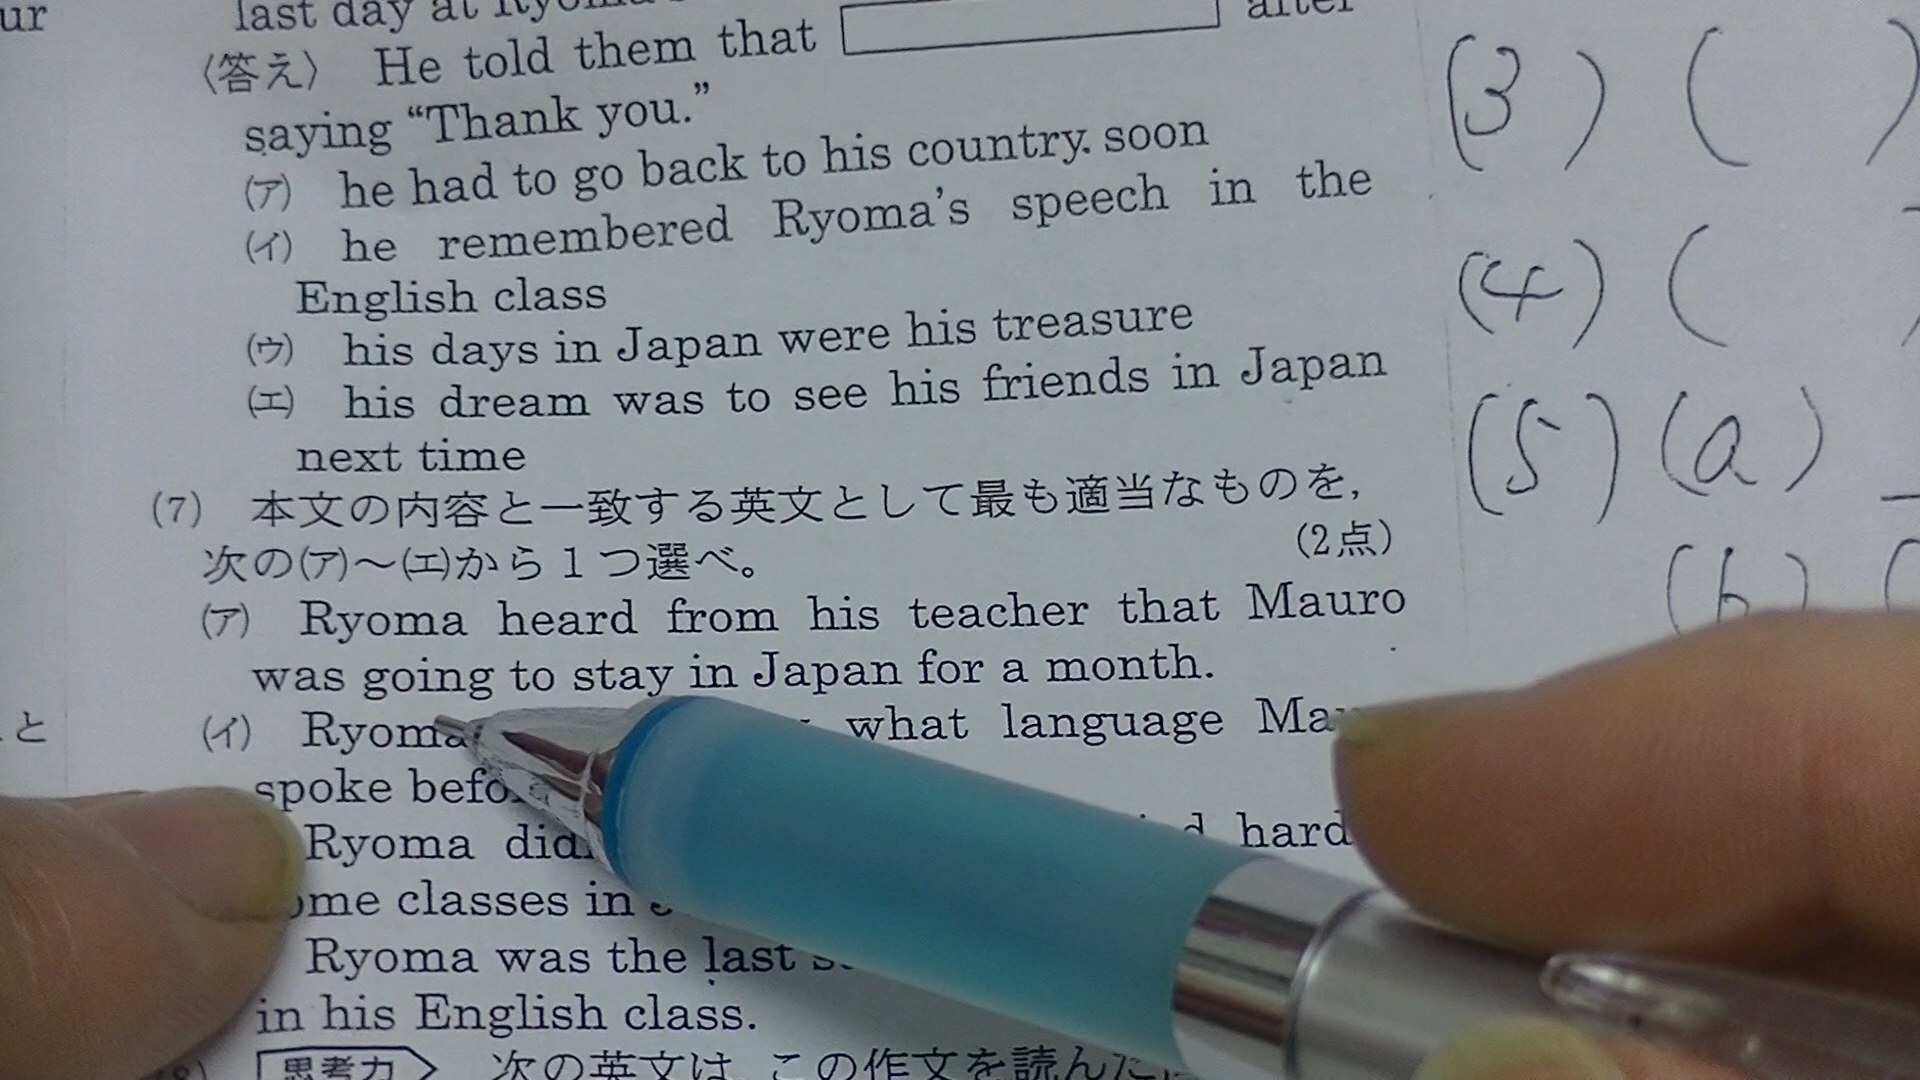 ur
last day at
〈答え〉 He told them that after
saying “Thank you.”
(ア) he had to go back to his country. soon
(イ) he remembered Ryoma’s speech in the
English class
(ウ) his days in Japan were his treasure
(エ) his dream was to see his friends in Japan
next time
(7) 本文の内容と一致する英文として最も適当なものを,
次の(ア)～(エ)から1つ選べ。 (2点)
(ア) Ryoma heard from his teacher that Mauro
was going to stay in Japan for a month.
と
(イ) Ryoma what language
spoke
Ryoma hard
classes in
Ryoma was the last
in his English class.
思考力 次の英文は、この作文を読んだ
(3) ( )
(4) (
(5) (a)
(b) (